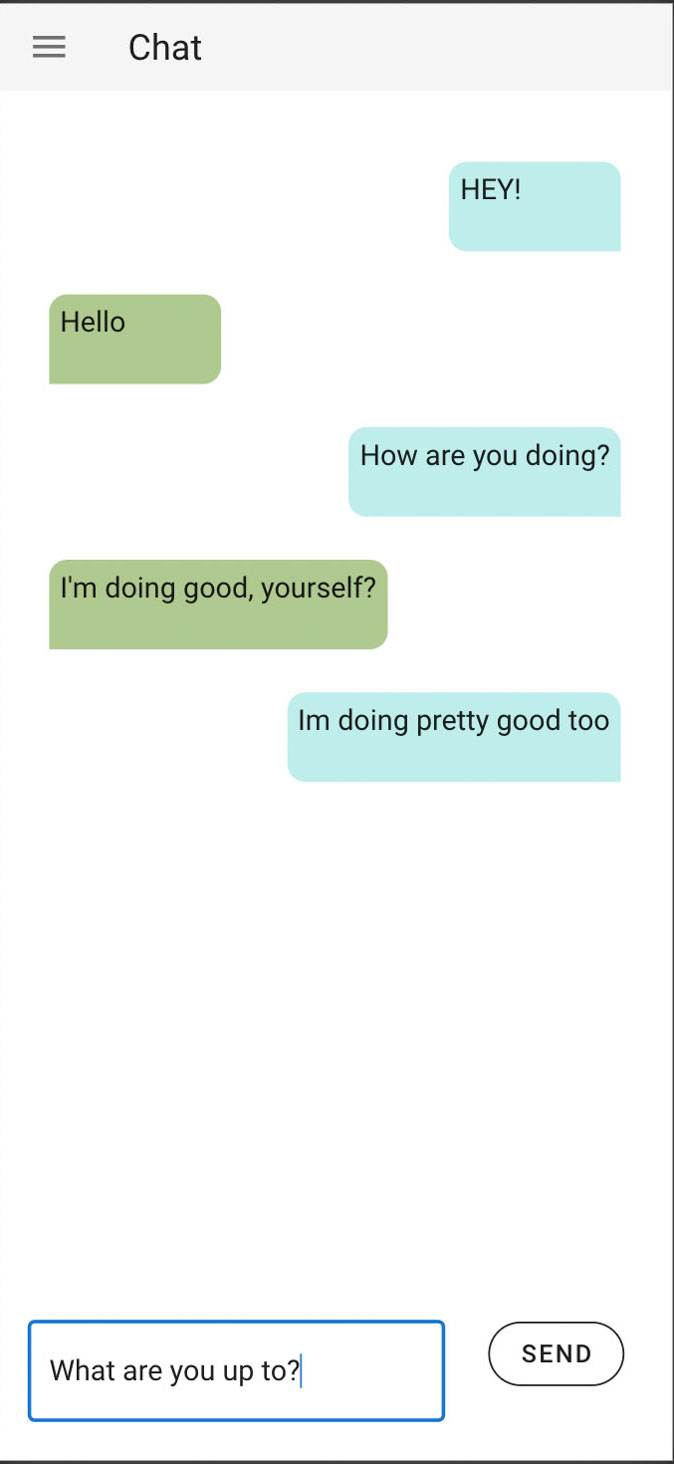 Chat
HEY!
Hello
How are you doing?
I'm doing good, yourself?
Im doing pretty good too
What are you up to?
SEND